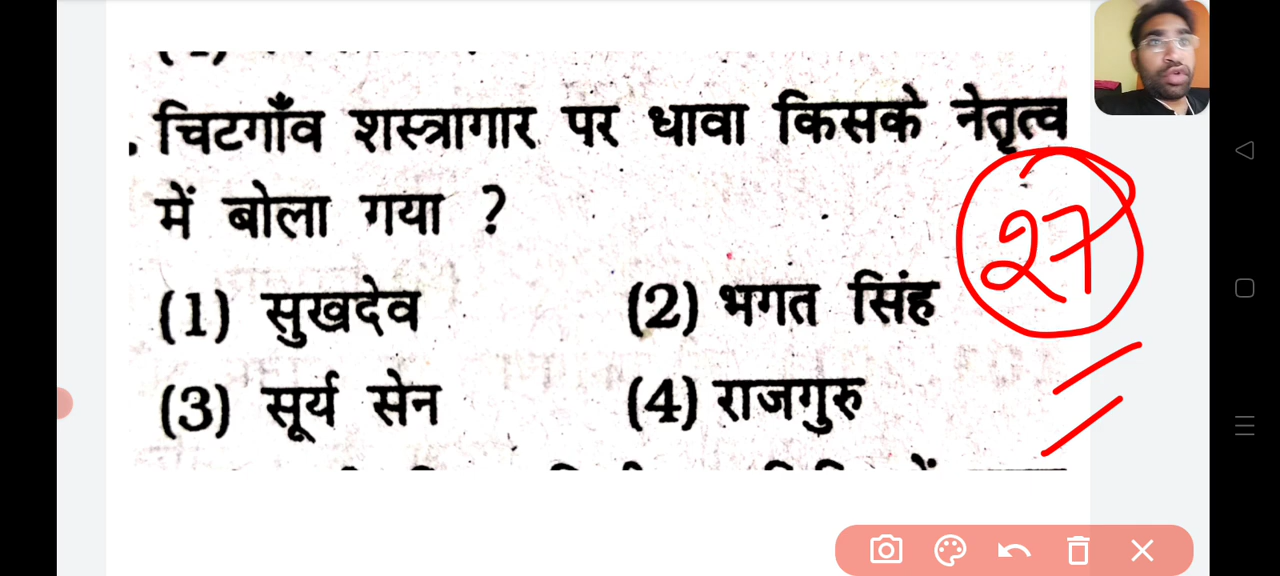 चिटगाँव शस्त्रागार पर धावा किसके नेतृत्व
में बोला गया ?
27
(1) सुखदेव (2) भगत सिंह
(3) सूर्य सेन (4) राजगुरु